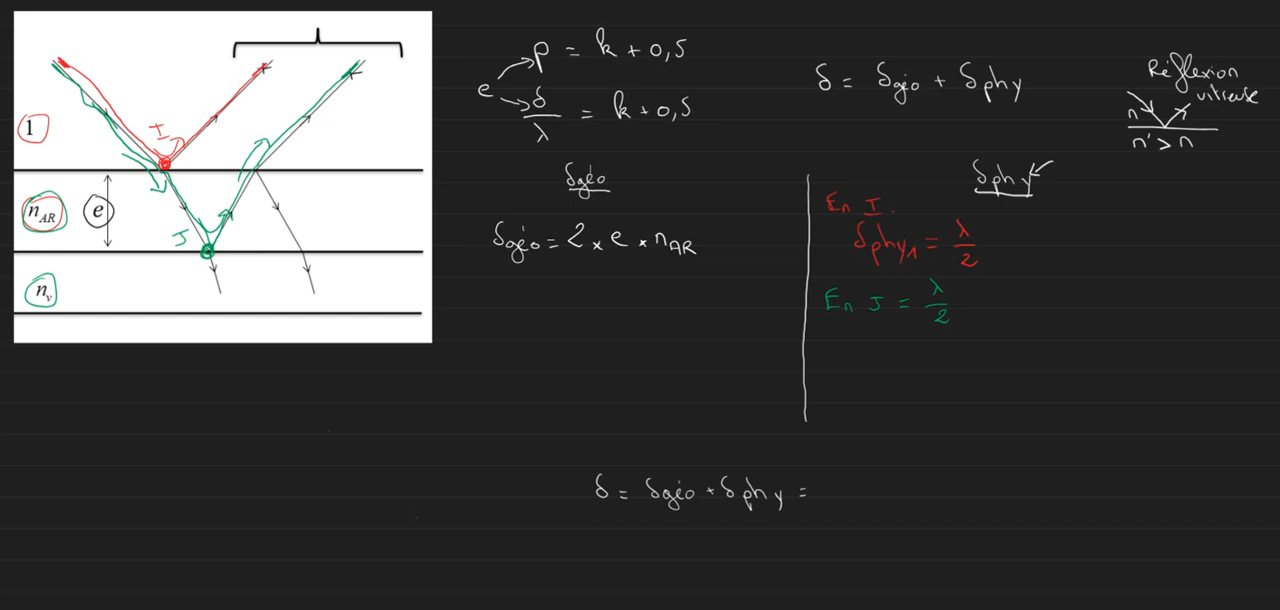 1
I
n_AR
e
J
n_v
p = k + 0,5
e
δ/λ = k + 0,5
δ = δgéo + δphy
Réflexion
vitreuse
n
n' > n
δgéo
δgéo = 2 × e × n_AR
δphy
En I.
δphy₁ = λ/2
En J = λ/2
δ = δgéo + δphy =